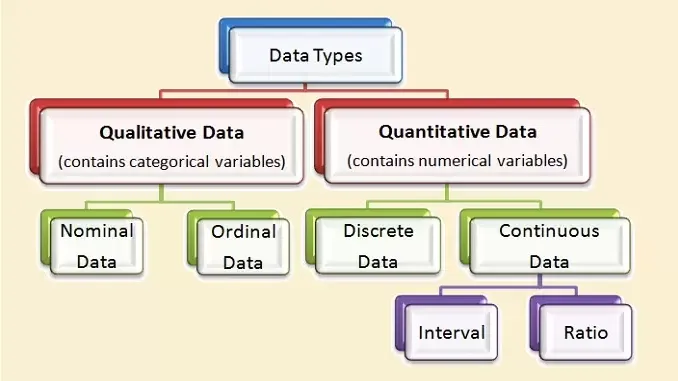 Data Types
Qualitative Data
(contains categorical variables)
Quantitative Data
(contains numerical variables)
Nominal
Data
Ordinal
Data
Discrete
Data
Continuous
Data
Interval
Ratio